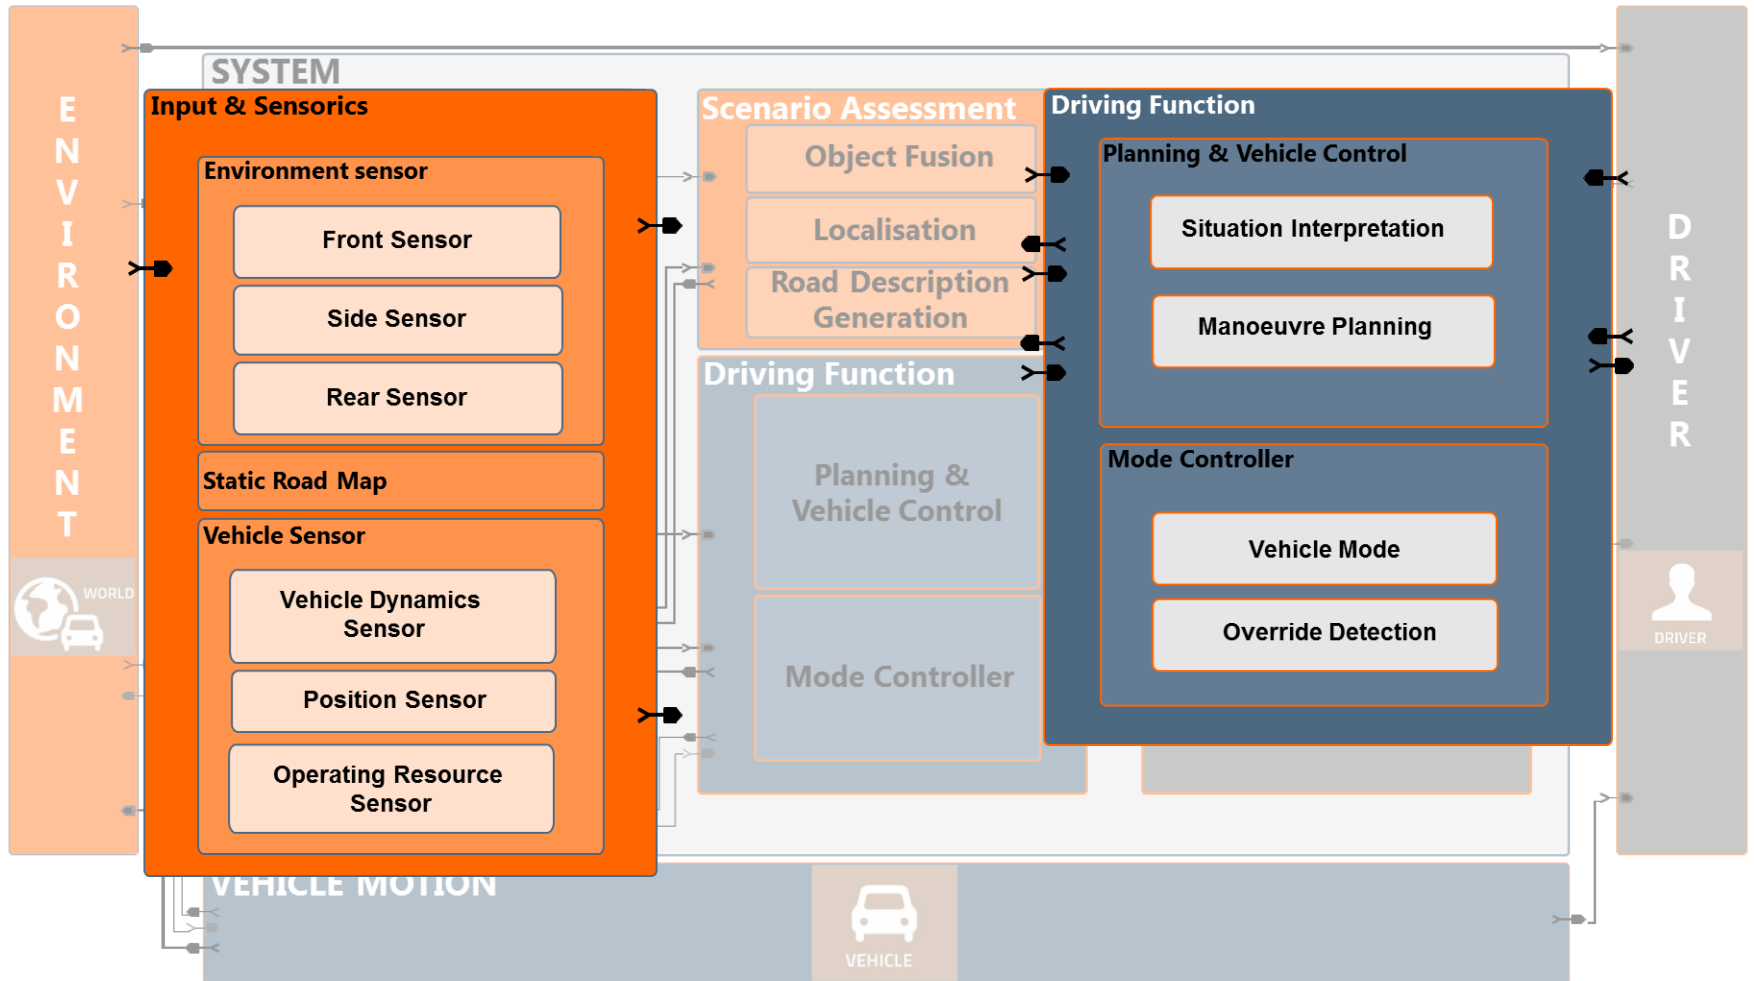 ENVIRONMENT
WORLD
SYSTEM
Input & Sensorics
Environment sensor
Front Sensor
Side Sensor
Rear Sensor
Static Road Map
Vehicle Sensor
Vehicle Dynamics
Sensor
Position Sensor
Operating Resource
Sensor
Scenario Assessment
Object Fusion
Localisation
Road Description
Generation
Driving Function
Planning &
Vehicle Control
Mode Controller
Driving Function
Planning & Vehicle Control
Situation Interpretation
Manoeuvre Planning
Mode Controller
Vehicle Mode
Override Detection
DRIVER
DRIVER
VEHICLE MOTION
VEHICLE